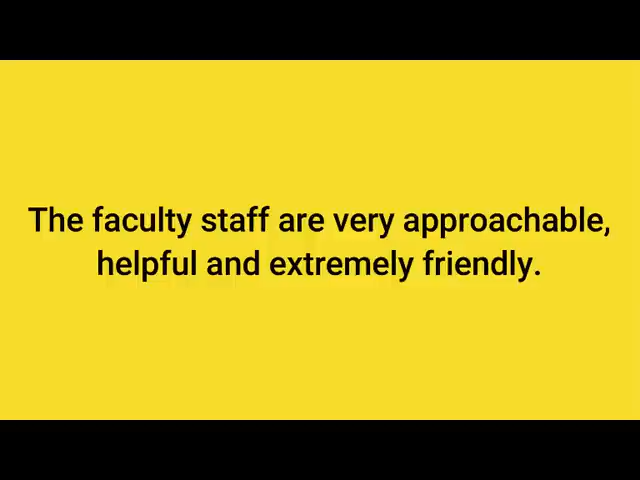 The faculty staff are very approachable,
helpful and extremely friendly.